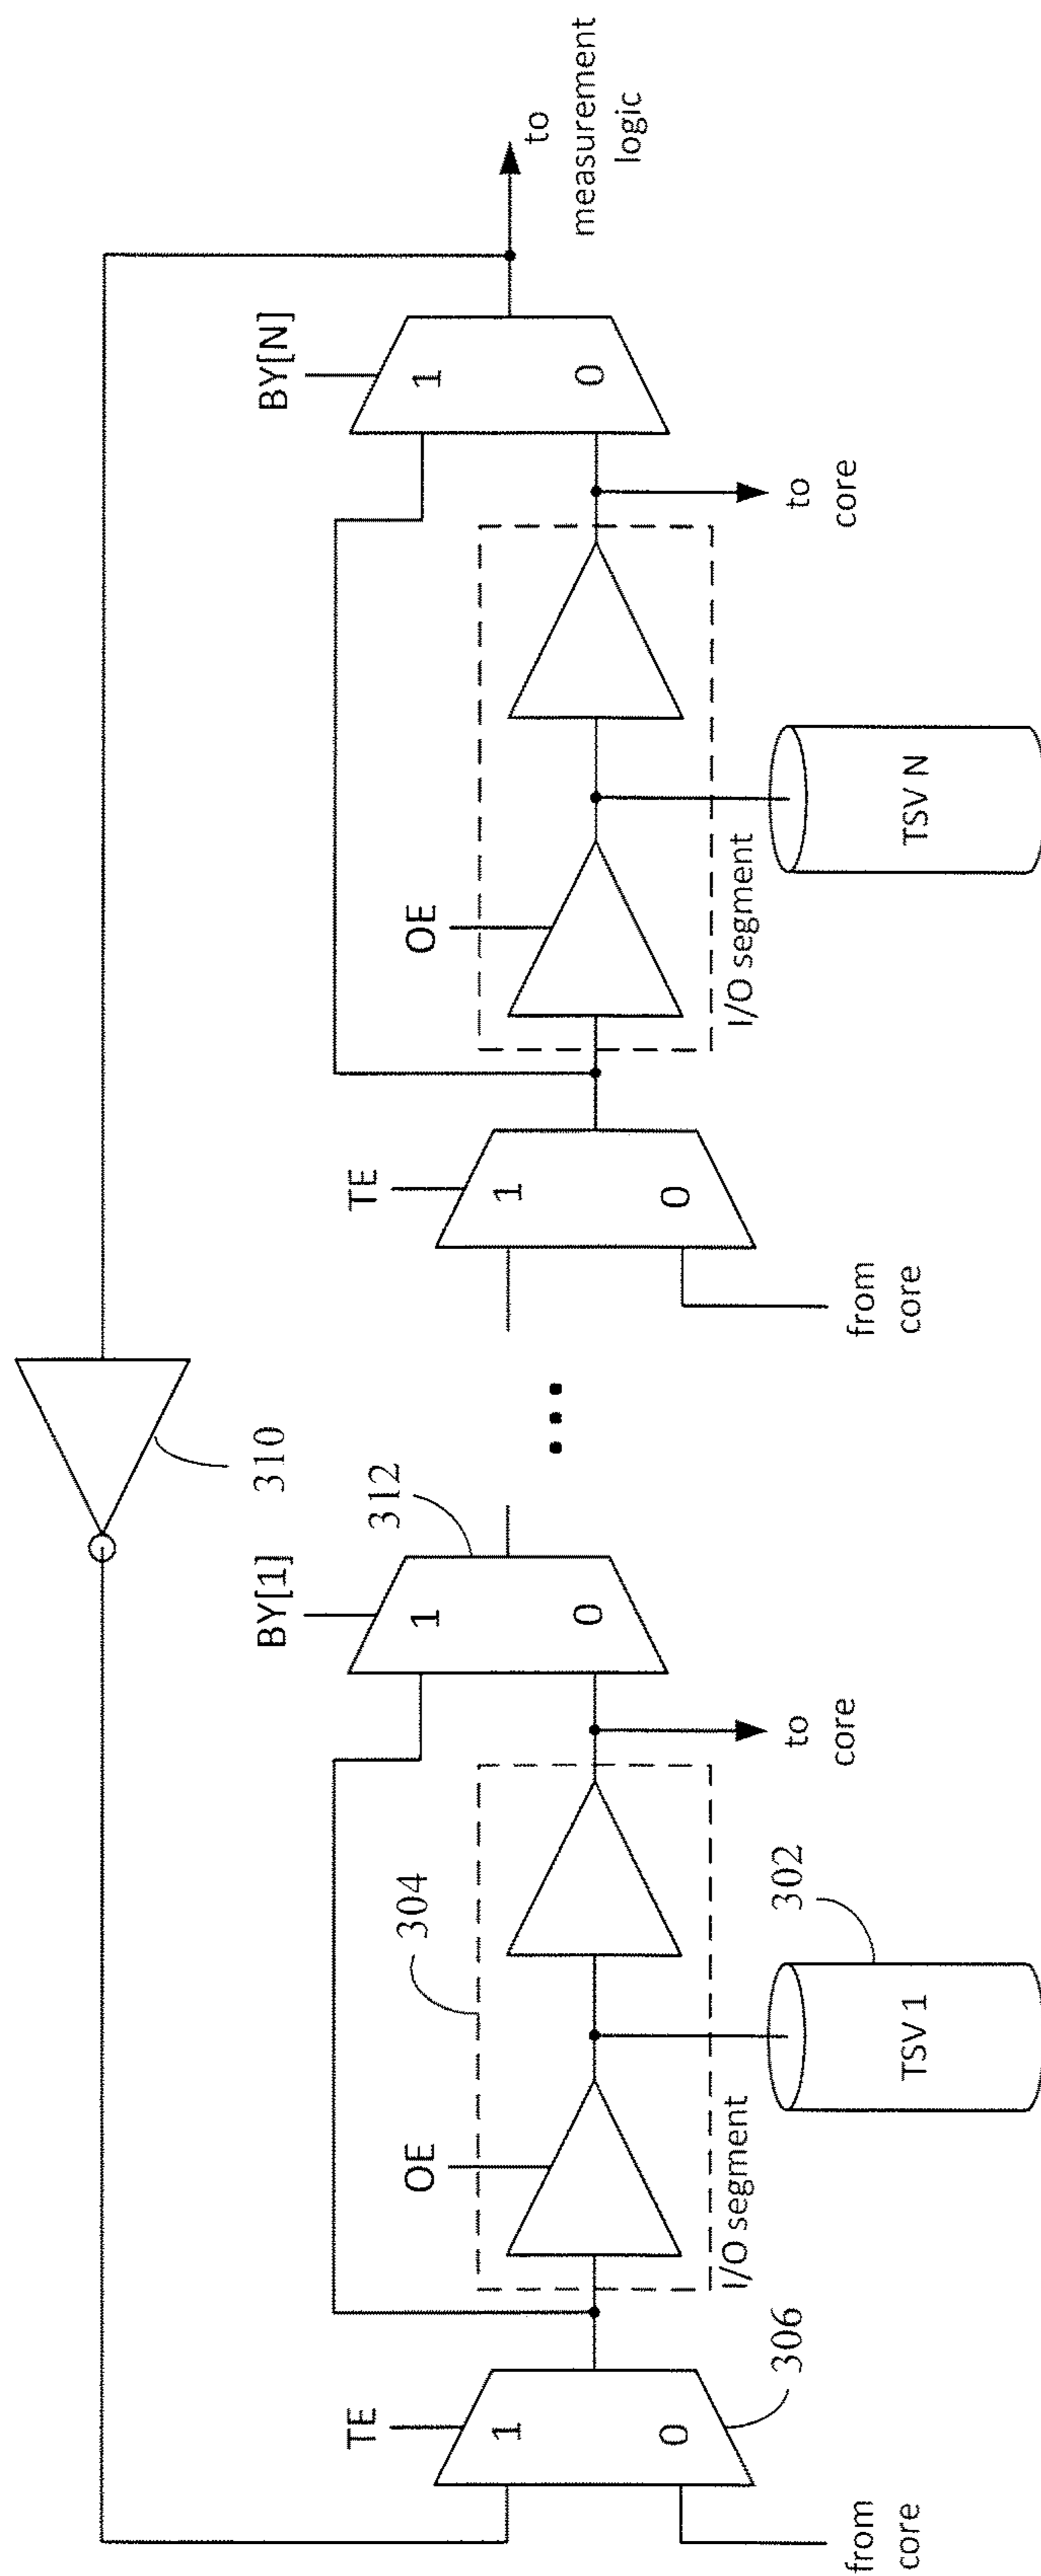 310
to
measurement
logic
BY[1]
312
BY[N]
TE
304
OE
1
0
TE
OE
1
0
1
0
1
0
306
I/O segment
to
core
I/O segment
to
core
from
core
302
TSV 1
from
core
TSV N
• • •